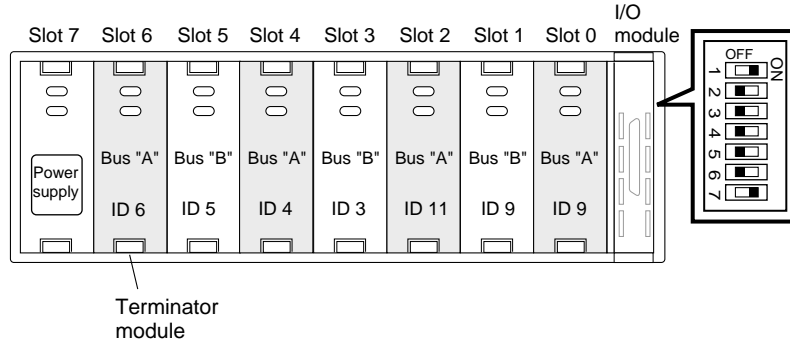 Slot 7 Slot 6 Slot 5 Slot 4 Slot 3 Slot 2 Slot 1 Slot 0 I/O module
OFF
ON
1
2
3
4
5
6
7
Power supply
Bus "A" Bus "B" Bus "A" Bus "B" Bus "A" Bus "B" Bus "A"
ID 6 ID 5 ID 4 ID 3 ID 11 ID 9 ID 9
Terminator
module